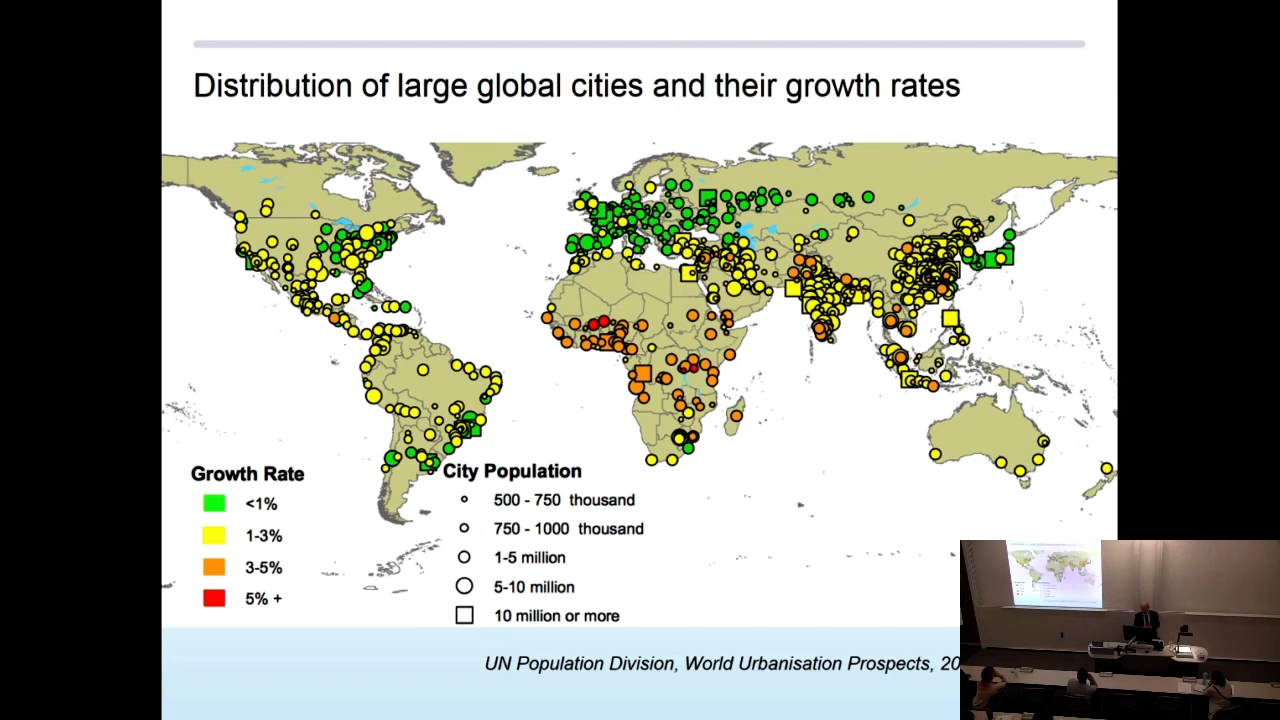 Distribution of large global cities and their growth rates
Growth Rate
<1%
1-3%
3-5%
5% +
City Population
500 - 750 thousand
750 - 1000 thousand
1-5 million
5-10 million
10 million or more
UN Population Division, World Urbanisation Prospects, 20